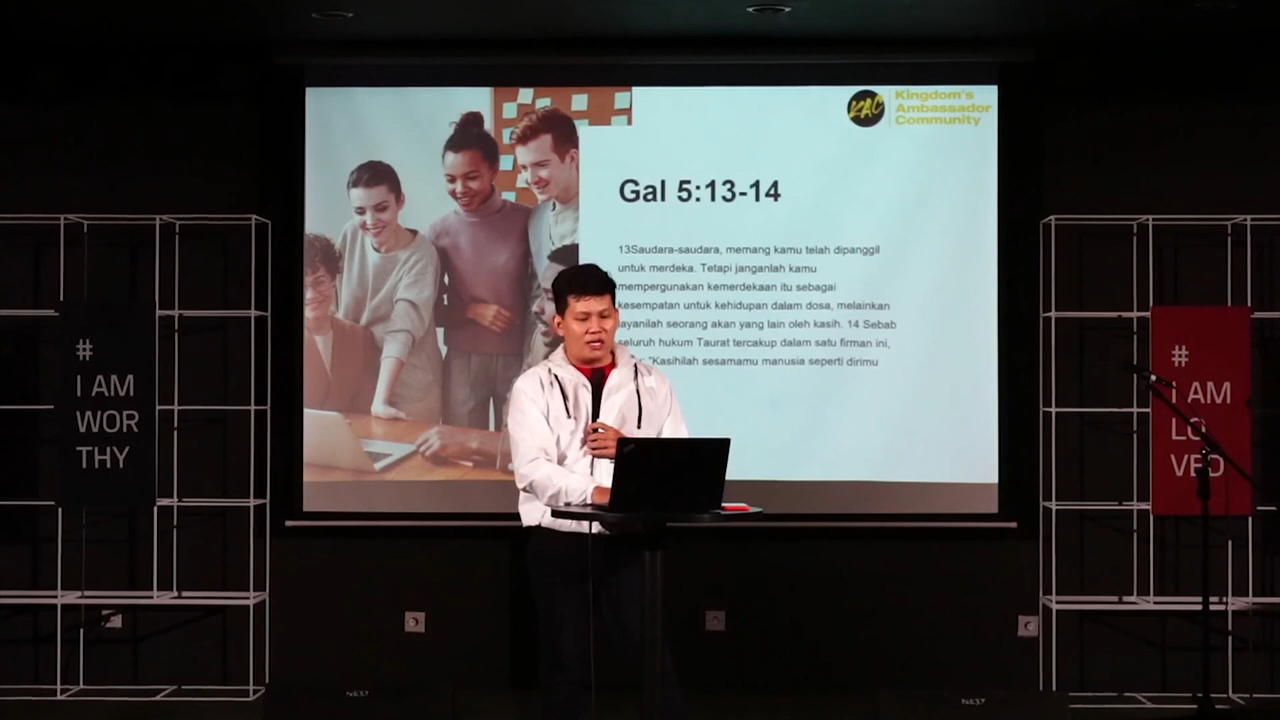 KAC
Kingdom's
Ambassador
Community
Gal 5:13-14
13Saudara-saudara, memang kamu telah dipanggil
untuk merdeka. Tetapi janganlah kamu
mempergunakan kemerdekaan itu sebagai
kesempatan untuk kehidupan dalam dosa, melainkan
layanilah seorang akan yang lain oleh kasih. 14 Sebab
seluruh hukum Taurat tercakup dalam satu firman ini,
"Kasihilah sesamamu manusia seperti dirimu
#
I AM
WOR
THY
#
I AM
LO
VED
NEXT
NEXT